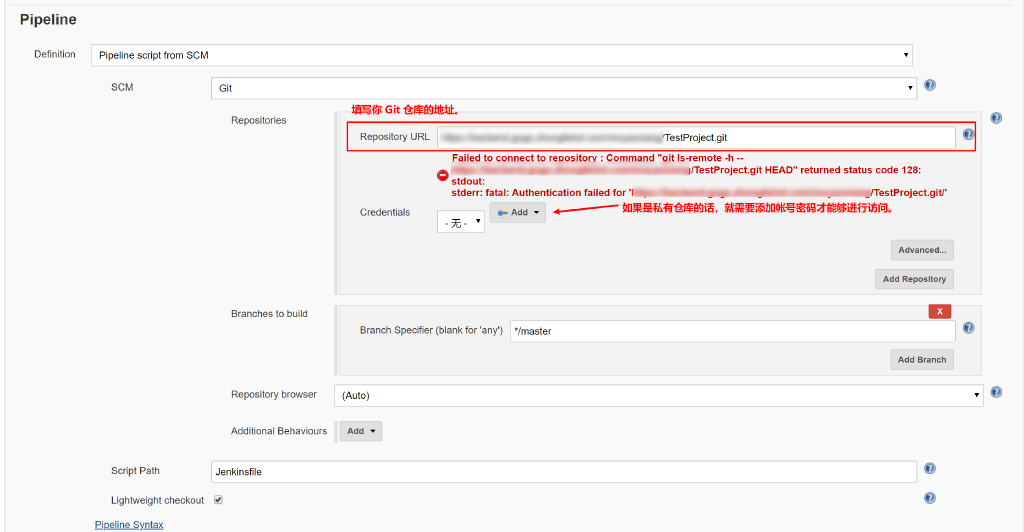 Pipeline
Definition
Pipeline script from SCM
SCM
Git
填写你 Git 仓库的地址。
Repositories
Repository URL
/TestProject.git
Failed to connect to repository : Command "git ls-remote -h --
/TestProject.git HEAD" returned status code 128:
stdout:
stderr: fatal: Authentication failed for '/TestProject.git/'
Credentials
- 无 -
Add
如果是私有仓库的话，就需要添加帐号密码才能够进行访问。
Advanced...
Add Repository
Branches to build
X
Branch Specifier (blank for 'any')
*/master
Add Branch
Repository browser
(Auto)
Additional Behaviours
Add
Script Path
Jenkinsfile
Lightweight checkout
Pipeline Syntax